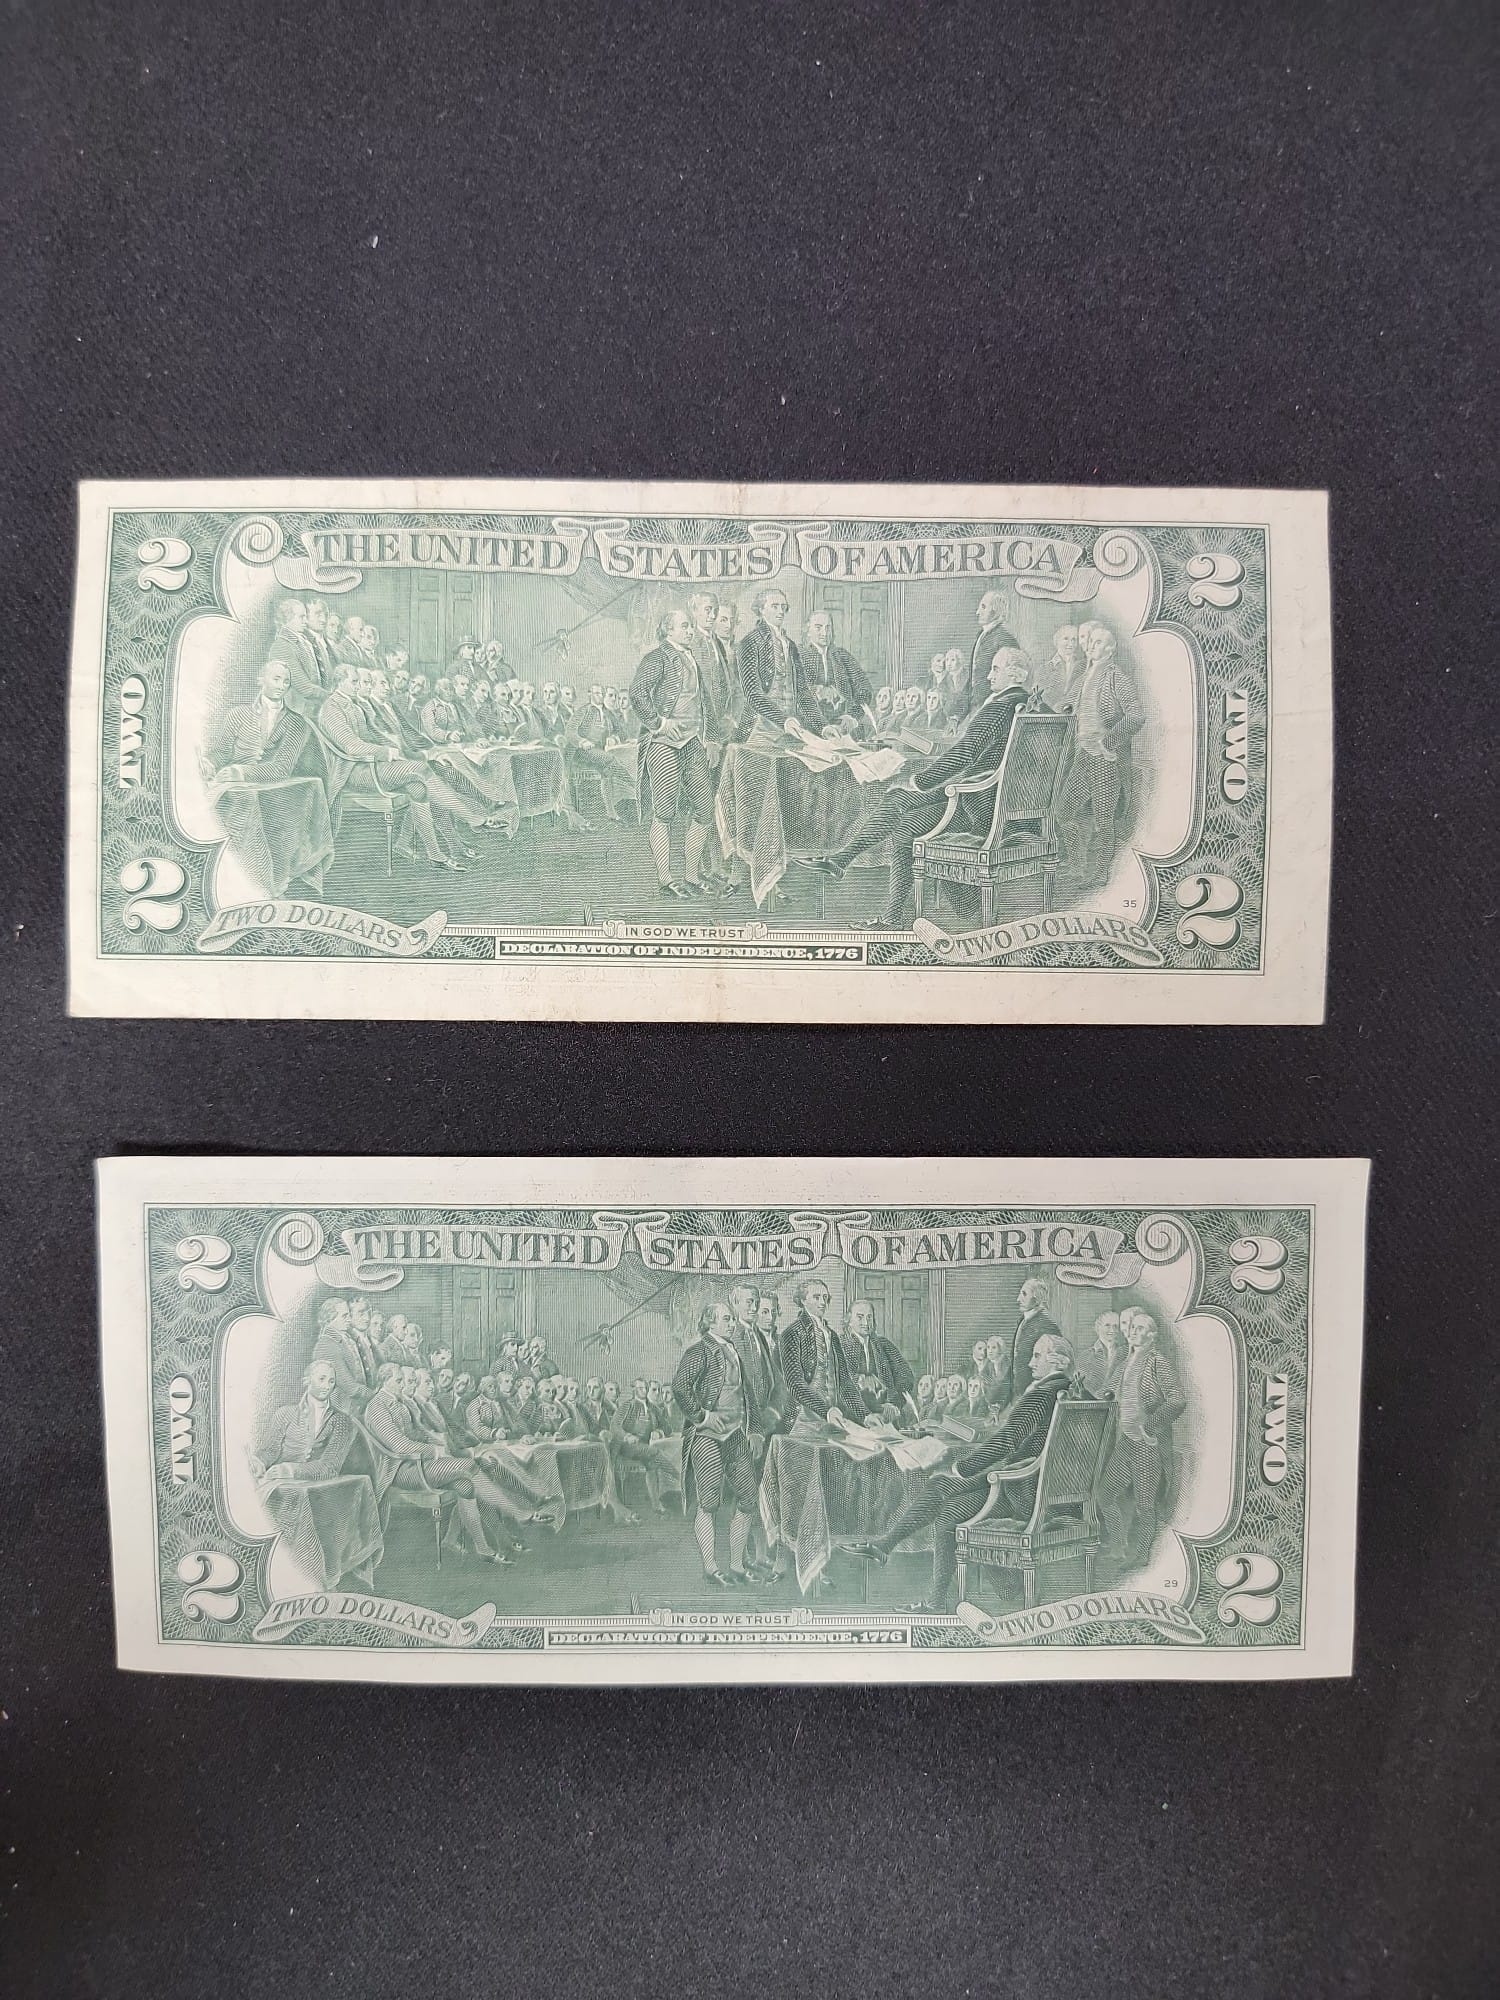 2 THE UNITED STATES OF AMERICA 2
TWO TWO
35
2 TWO DOLLARS IN GOD WE TRUST TWO DOLLARS 2
DECLARATION OF INDEPENDENCE, 1776
2 THE UNITED STATES OF AMERICA 2
TWO TWO
29
2 TWO DOLLARS IN GOD WE TRUST TWO DOLLARS 2
DECLARATION OF INDEPENDENCE, 1776